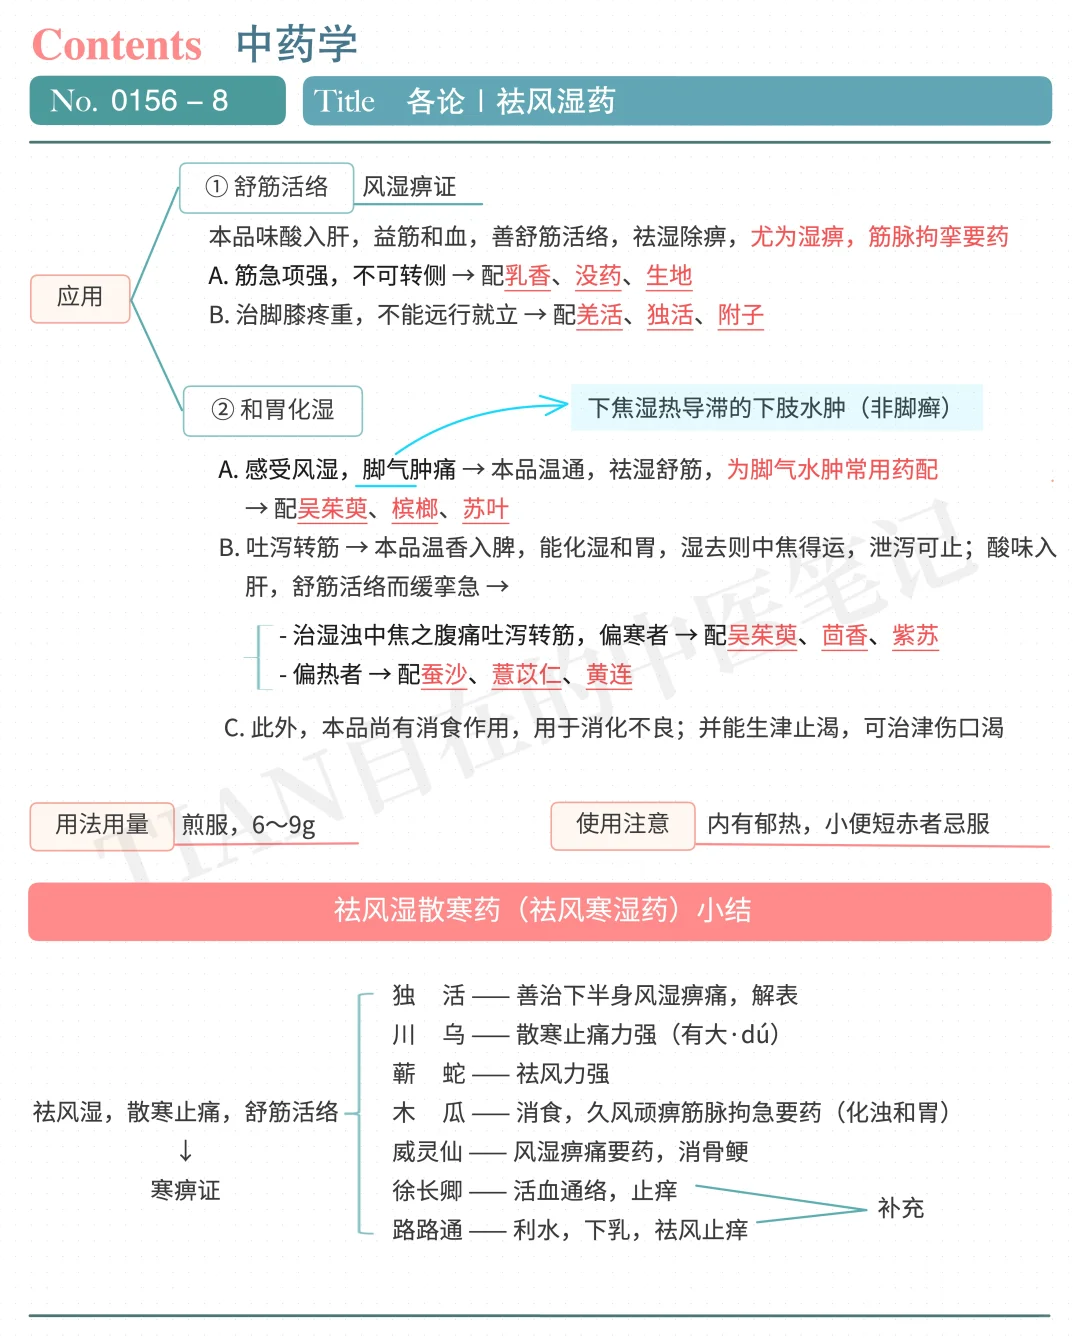 Contents 中药学
No. 0156 – 8 Title 各论 | 祛风湿药
① 舒筋活络 风湿痹证
本品味酸入肝，益筋和血，善舒筋活络，祛湿除痹，尤为湿痹，筋脉拘挛要药
应用
A. 筋急项强，不可转侧 → 配乳香、没药、生地
B. 治脚膝疼重，不能远行就立 → 配羌活、独活、附子
② 和胃化湿
下焦湿热导滞的下肢水肿（非脚癣）
A. 感受风湿，脚气肿痛 → 本品温通，祛湿舒筋，为脚气水肿常用药配
→ 配吴茱萸、槟榔、苏叶
B. 吐泻转筋 → 本品温香入脾，能化湿和胃，湿去则中焦得运，泄泻可止；酸味入
肝，舒筋活络而缓挛急 →
- 治湿浊中焦之腹痛吐泻转筋，偏寒者 → 配吴茱萸、茴香、紫苏
- 偏热者 → 配蚕沙、薏苡仁、黄连
C. 此外，本品尚有消食作用，用于消化不良；并能生津止渴，可治津伤口渴
用法用量 煎服，6～9g
使用注意 内有郁热，小便短赤者忌服
祛风湿散寒药（祛风寒湿药）小结
独 活 —— 善治下半身风湿痹痛，解表
川 乌 —— 散寒止痛力强（有大·dú）
蕲 蛇 —— 祛风力强
祛风湿，散寒止痛，舒筋活络
木 瓜 —— 消食，久风顽痹筋脉拘急要药（化浊和胃）
↓
威灵仙 —— 风湿痹痛要药，消骨鲠
寒痹证
徐长卿 —— 活血通络，止痒
补充
路路通 —— 利水，下乳，祛风止痒
TIAN自在的中医笔记